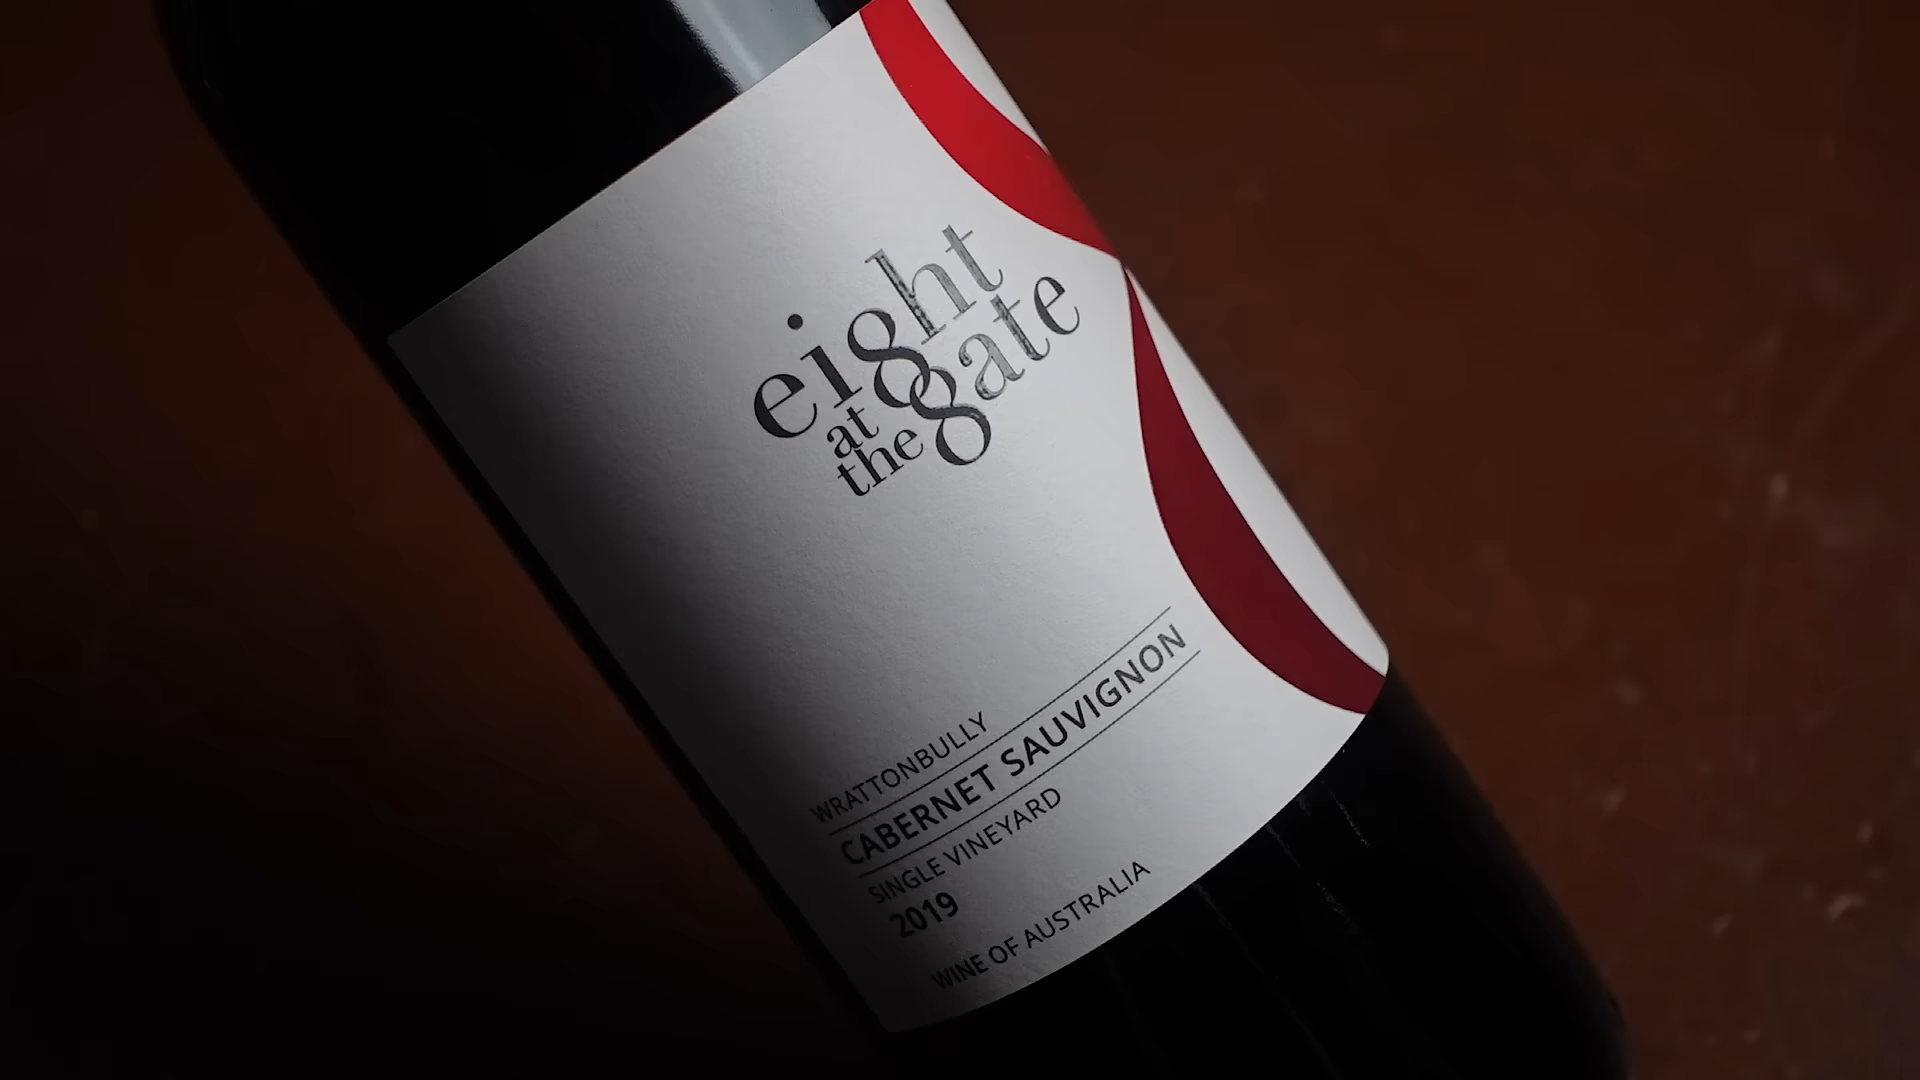 eight
at
the gate
WRATTONBULLY
CABERNET SAUVIGNON
SINGLE VINEYARD
2019
WINE OF AUSTRALIA